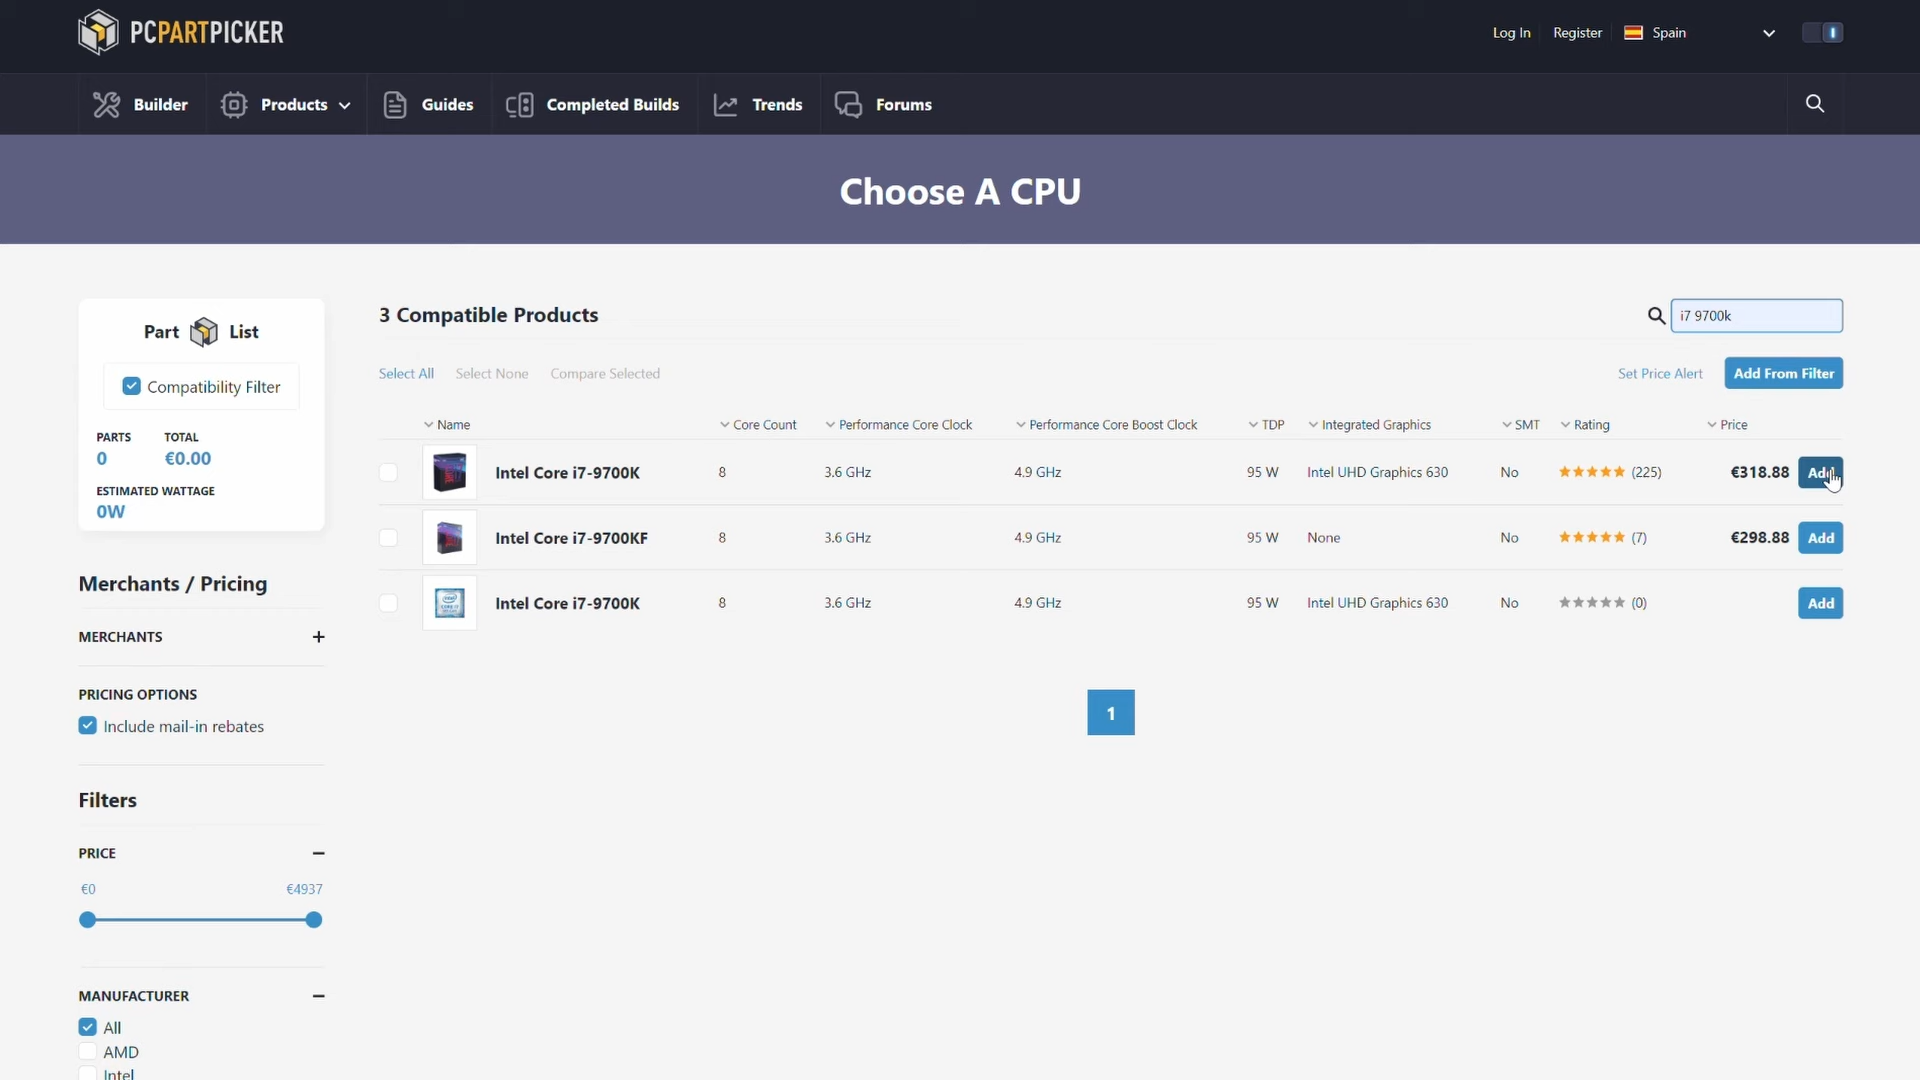 PCPARTPICKER
Log In Register Spain
Builder Products Guides Completed Builds Trends Forums
Choose A CPU
Part List
Compatibility Filter
PARTS TOTAL
0 €0.00
ESTIMATED WATTAGE
0W
Merchants / Pricing
MERCHANTS +
PRICING OPTIONS
Include mail-in rebates
Filters
PRICE
€0 €4937
MANUFACTURER
All
AMD
Intel
3 Compatible Products i7 9700k
Select All Select None Compare Selected Set Price Alert Add From Filter
Name Core Count Performance Core Clock Performance Core Boost Clock TDP Integrated Graphics SMT Rating Price
Intel Core i7-9700K 8 3.6 GHz 4.9 GHz 95 W Intel UHD Graphics 630 No (225) €318.88 Add
Intel Core i7-9700KF 8 3.6 GHz 4.9 GHz 95 W None No (7) €298.88 Add
Intel Core i7-9700K 8 3.6 GHz 4.9 GHz 95 W Intel UHD Graphics 630 No (0) Add
1